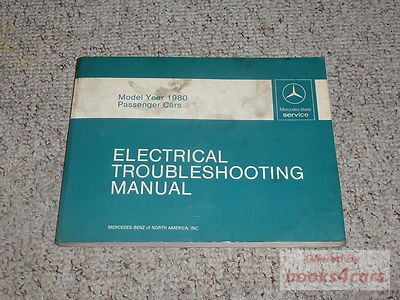 Model Year 1980
Passenger Cars
Mercedes-Benz
service
ELECTRICAL
TROUBLESHOOTING
MANUAL
MERCEDES-BENZ of NORTH AMERICA, INC.
books4cars